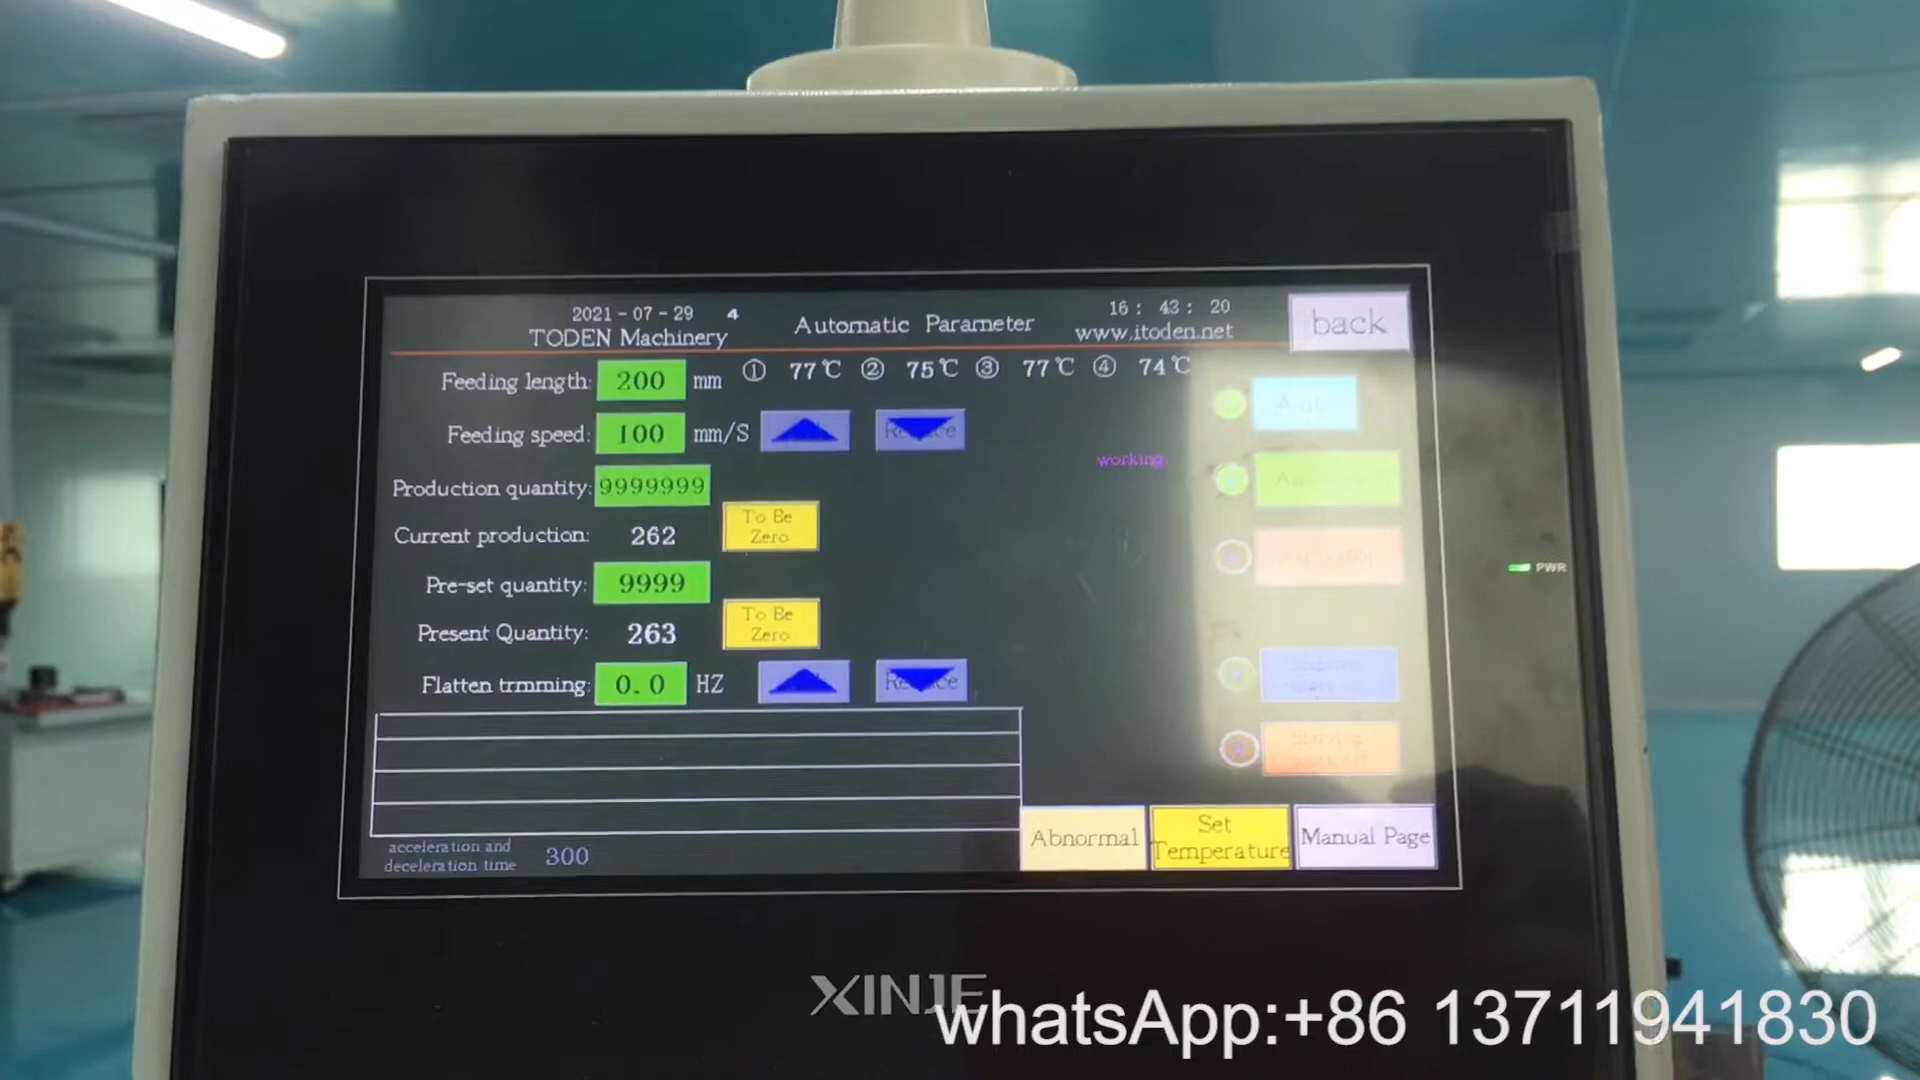 2021-07-29 4
16: 43: 20
TODEN Machinery
Automatic Parameter
www.itoden.net
back
① 77℃ ② 75℃ ③ 77℃ ④ 74℃
Feeding length: 200 mm
Feeding speed: 100 mm/S
working
Production quantity: 9999999
Current production: 262
To Be
Zero
Pre-set quantity: 9999
Present Quantity: 263
To Be
Zero
Flatten trmming: 0.0 HZ
acceleration and
deceleration time 300
Abnormal
Set
Temperature
Manual Page
PWR
XINJE
whatsApp:+86 13711941830